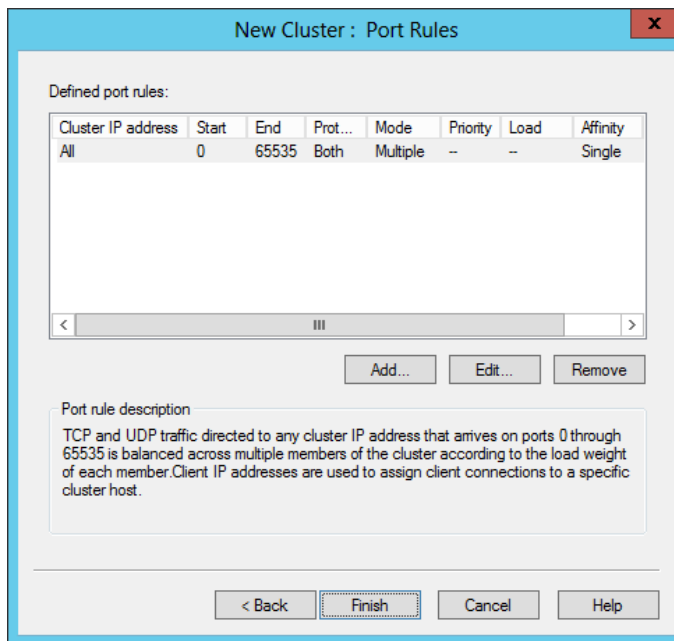 New Cluster : Port Rules
x
Defined port rules:
Cluster IP address Start End Prot... Mode Priority Load Affinity
All 0 65535 Both Multiple -- -- Single
Add... Edit... Remove
Port rule description
TCP and UDP traffic directed to any cluster IP address that arrives on ports 0 through
65535 is balanced across multiple members of the cluster according to the load weight
of each member.Client IP addresses are used to assign client connections to a specific
cluster host.
< Back Finish Cancel Help